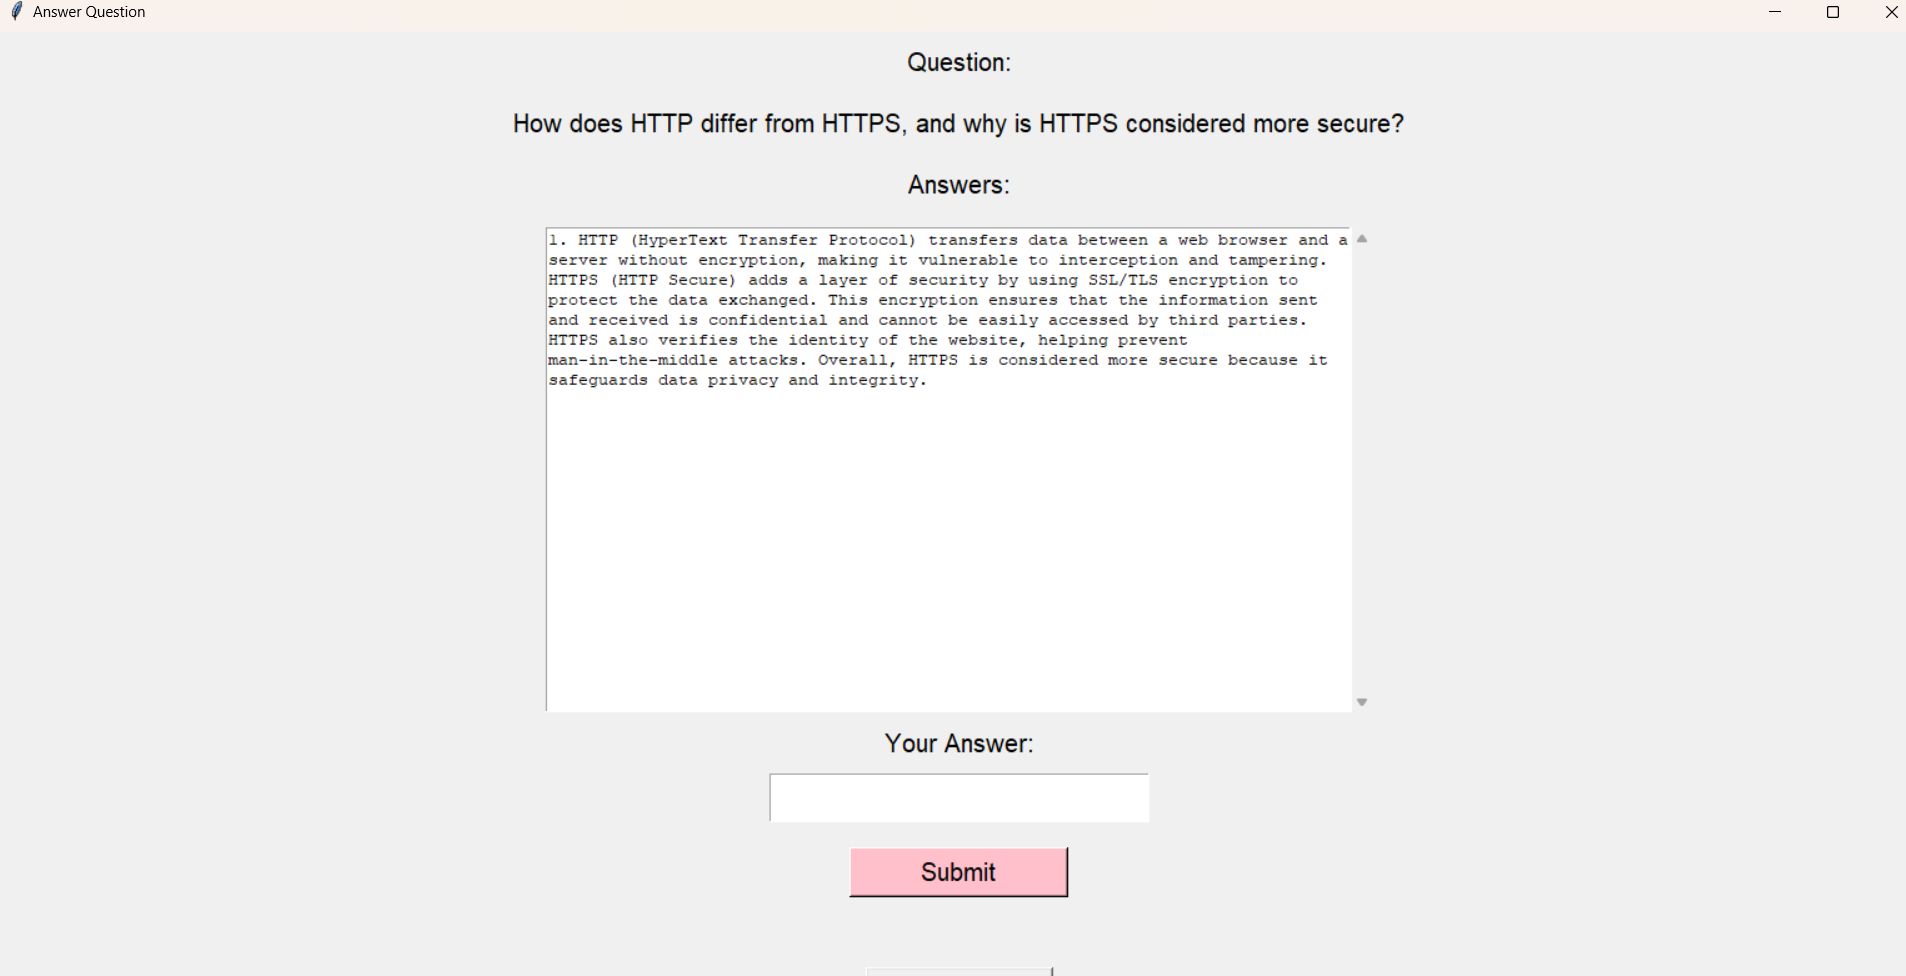 Answer Question
Question:
How does HTTP differ from HTTPS, and why is HTTPS considered more secure?
Answers:
1. HTTP (HyperText Transfer Protocol) transfers data between a web browser and a
server without encryption, making it vulnerable to interception and tampering.
HTTPS (HTTP Secure) adds a layer of security by using SSL/TLS encryption to
protect the data exchanged. This encryption ensures that the information sent
and received is confidential and cannot be easily accessed by third parties.
HTTPS also verifies the identity of the website, helping prevent
man-in-the-middle attacks. Overall, HTTPS is considered more secure because it
safeguards data privacy and integrity.
Your Answer:
Submit